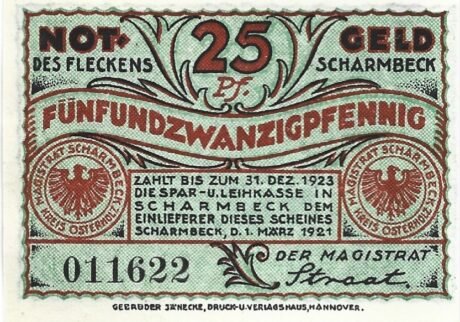 NOT- 25 GELD
DES FLECKENS Pf. SCHARMBECK
FÜNFUNDZWANZIGPFENNIG
MAGISTRAT SCHARMBECK
KREIS OSTERHOLZ
ZAHLT BIS ZUM 31. DEZ. 1923
DIE SPAR-U. LEIHKASSE IN
SCHARMBECK DEM
EINLIEFERER DIESES SCHEINES
SCHARMBECK, D. 1. MÄRZ 1921
MAGISTRAT SCHARMBECK
KREIS OSTERHOLZ
011622
DER MAGISTRAT
Straat.
GEBRÜDER JÄNECKE, DRUCK-U. VERLAGSHAUS, HANNOVER.